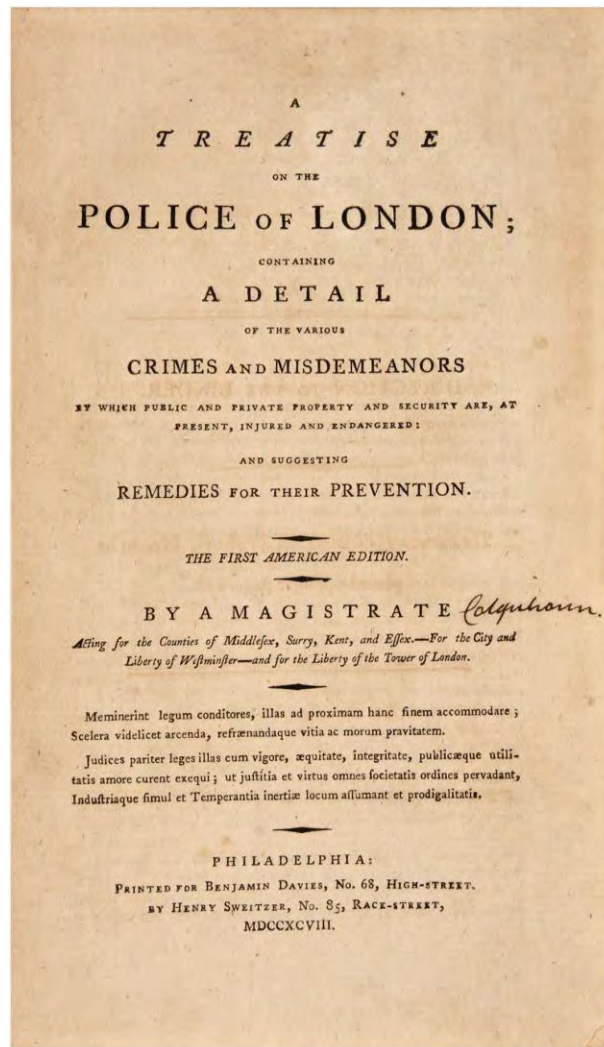 A
TREATISE
ON THE
POLICE OF LONDON;
CONTAINING
A DETAIL
OF THE VARIOUS
CRIMES AND MISDEMEANORS
BY WHICH PUBLIC AND PRIVATE PROPERTY AND SECURITY ARE, AT
PRESENT, INJURED AND ENDANGERED:
AND SUGGESTING
REMEDIES FOR THEIR PREVENTION.
THE FIRST AMERICAN EDITION.
BY A MAGISTRATE Colquhoun.
Acting for the Counties of Middleſex, Surry, Kent, and Eſſex.—For the City and
Liberty of Weſtminſter—and for the Liberty of the Tower of London.
Meminerint legum conditores, illas ad proximam hanc finem accommodare;
Scelera videlicet arcenda, refrænandaque vitia ac morum pravitatem.
Judices pariter leges illas cum vigore, æquitate, integritate, publicæque utili-
tatis amore curent exequi; ut juſtitia et virtus omnes ſocietatis ordines pervadant,
Induſtriaque ſimul et Temperantia inertiæ locum aſſumant et prodigalitatis.
PHILADELPHIA:
PRINTED FOR BENJAMIN DAVIES, No. 68, HIGH-STREET.
BY HENRY SWEITZER, No. 85, RACE-STREET,
MDCCXCVIII.